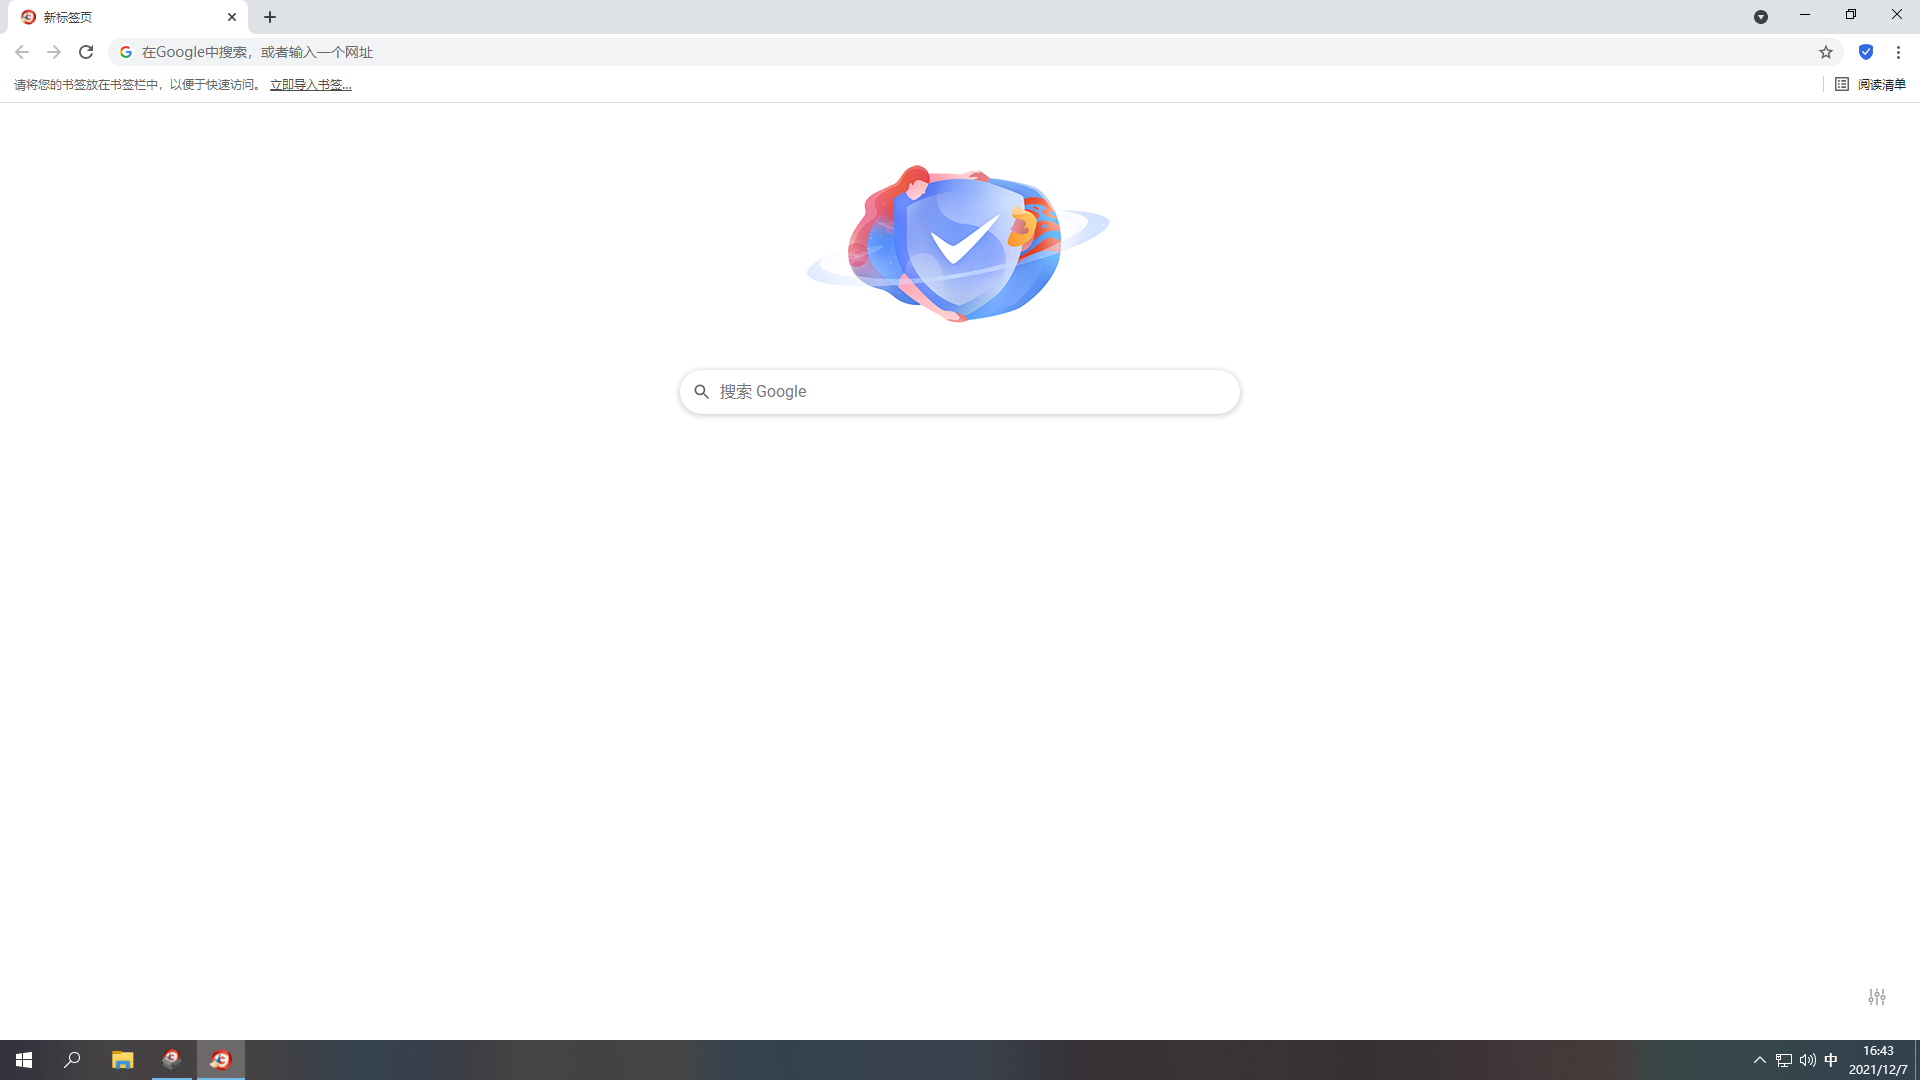 新标签页
在Google中搜索，或者输入一个网址
请将您的书签放在书签栏中，以便于快速访问。 立即导入书签...
阅读清单
搜索 Google
中
16:43
2021/12/7